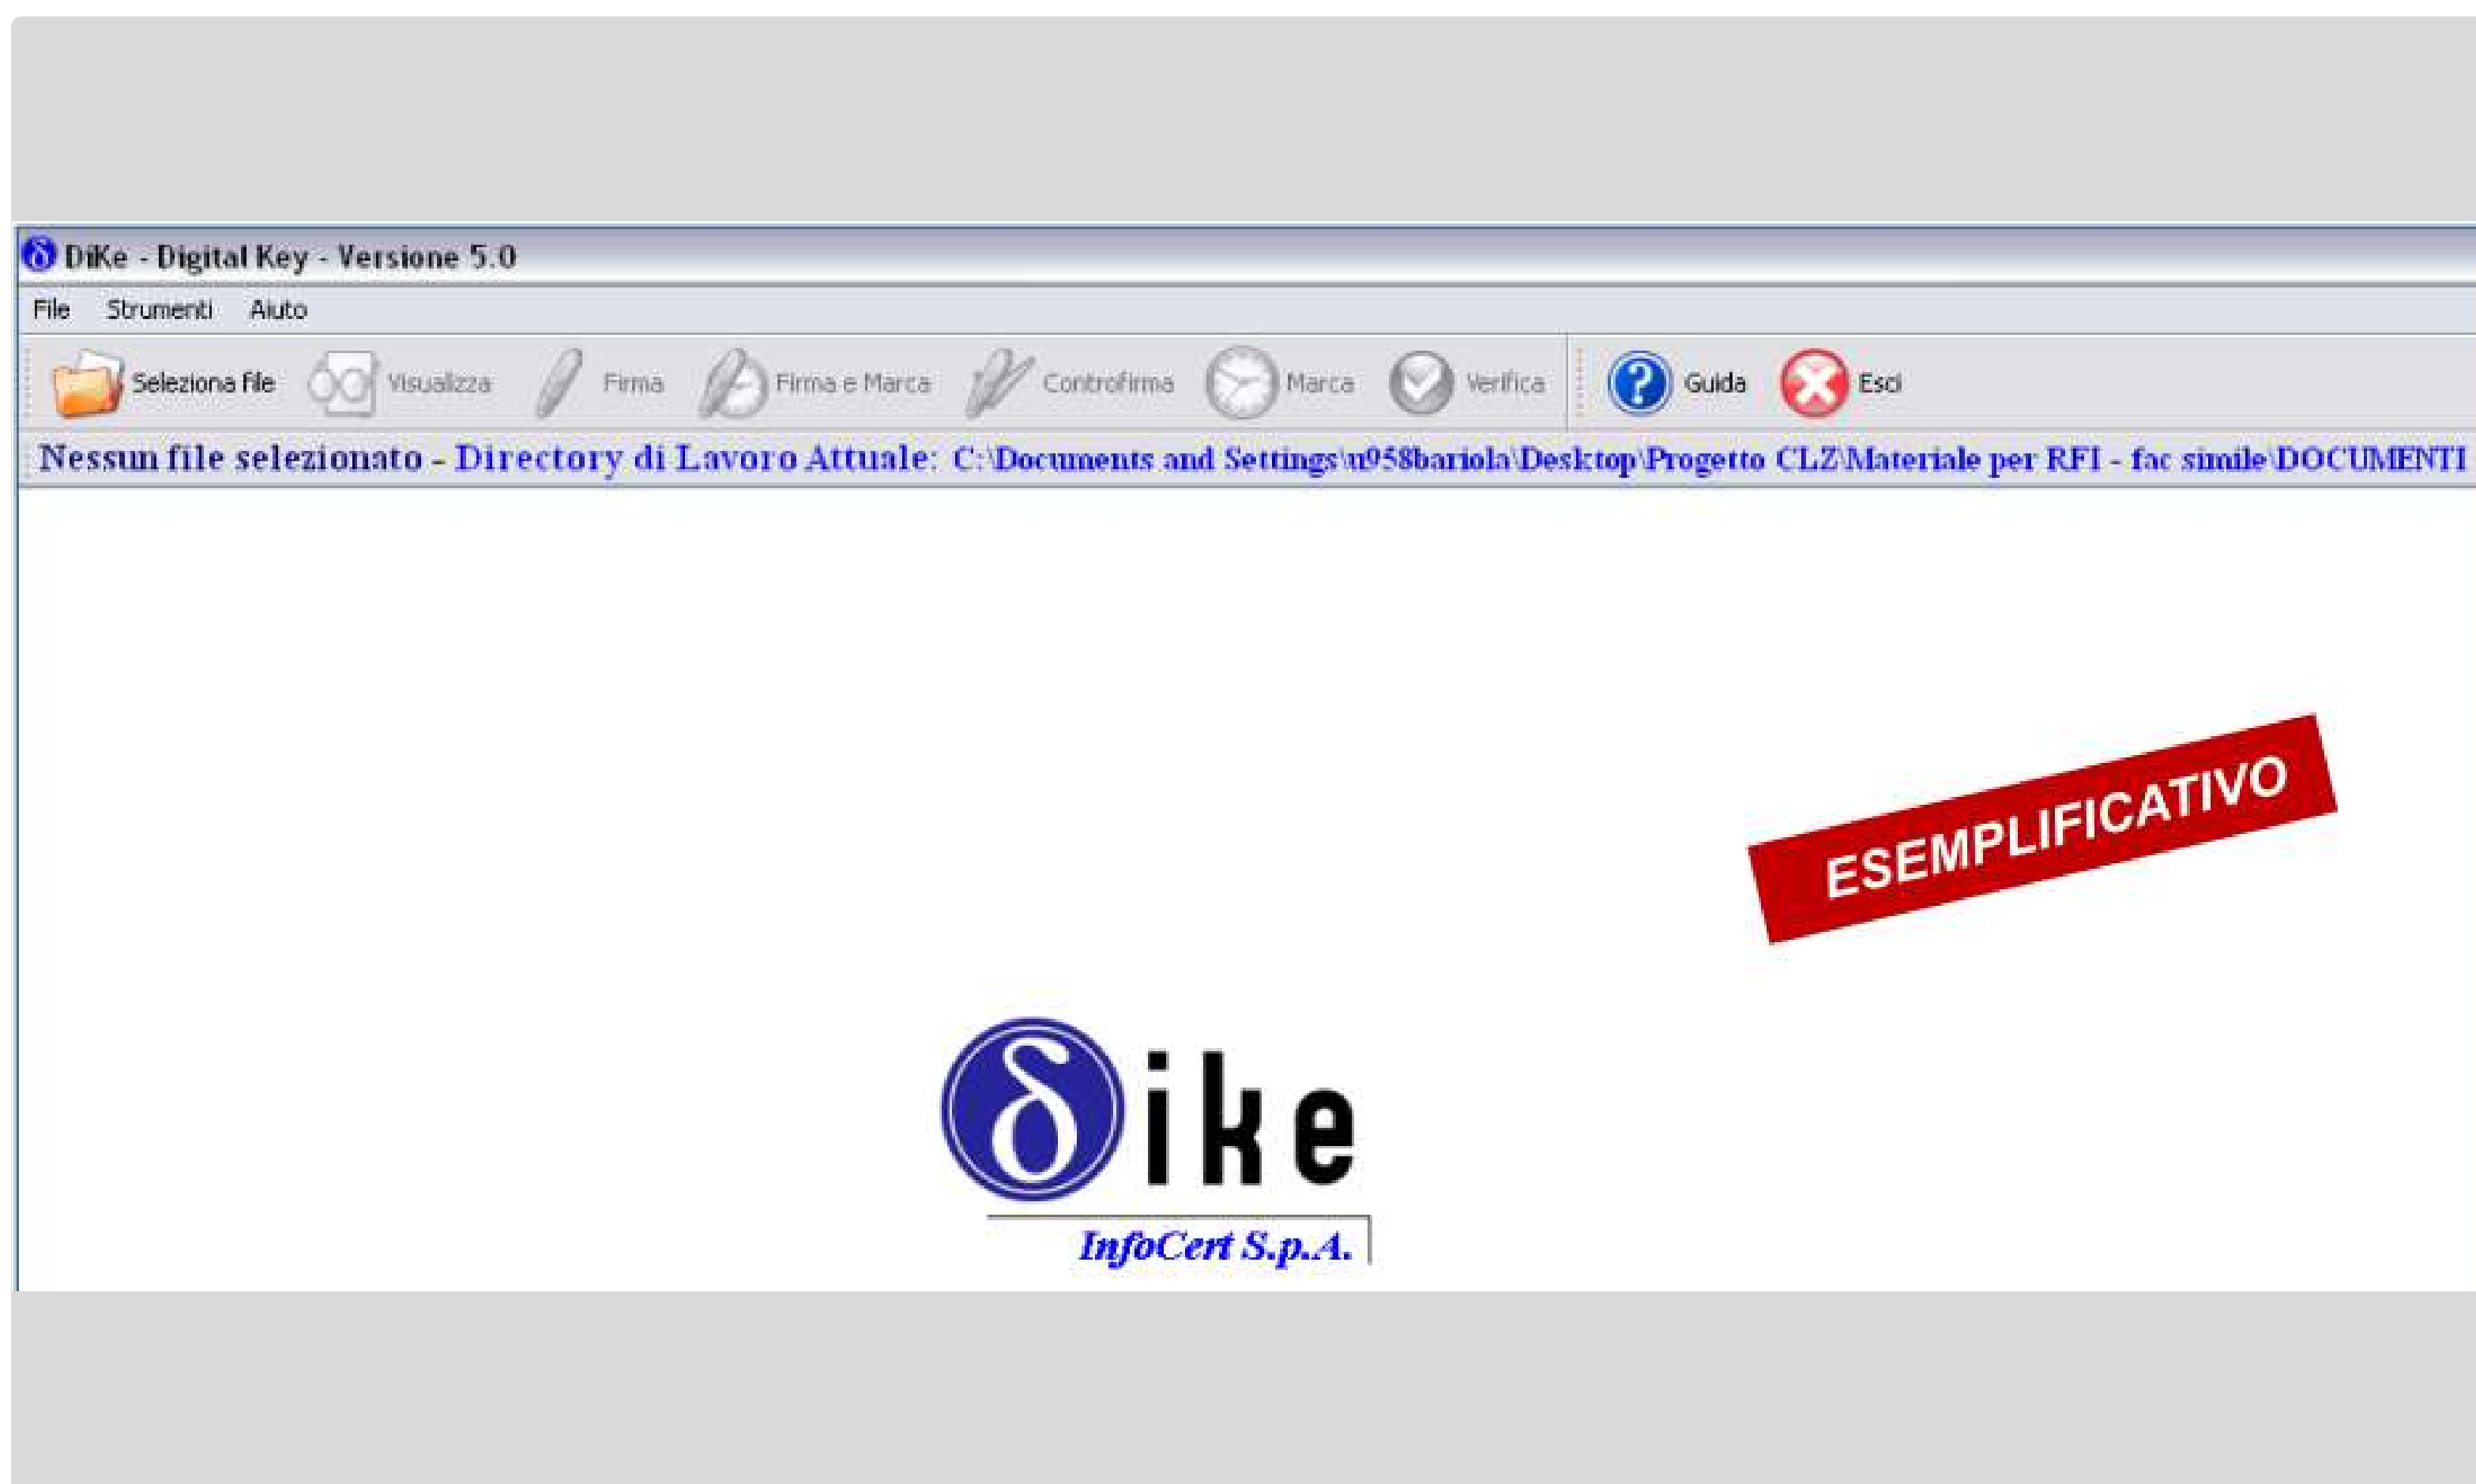 DiKe - Digital Key - Versione 5.0
File Strumenti Aiuto
Seleziona file Visualizza Firma Firma e Marca Controfirma Marca Verifica Guida Esci
Nessun file selezionato - Directory di Lavoro Attuale: C:\Documents and Settings\n958bariola\Desktop\Progetto CLZ\Materiale per RFI - fac simile\DOCUMENTI
ESEMPLIFICATIVO
δike
InfoCert S.p.A.